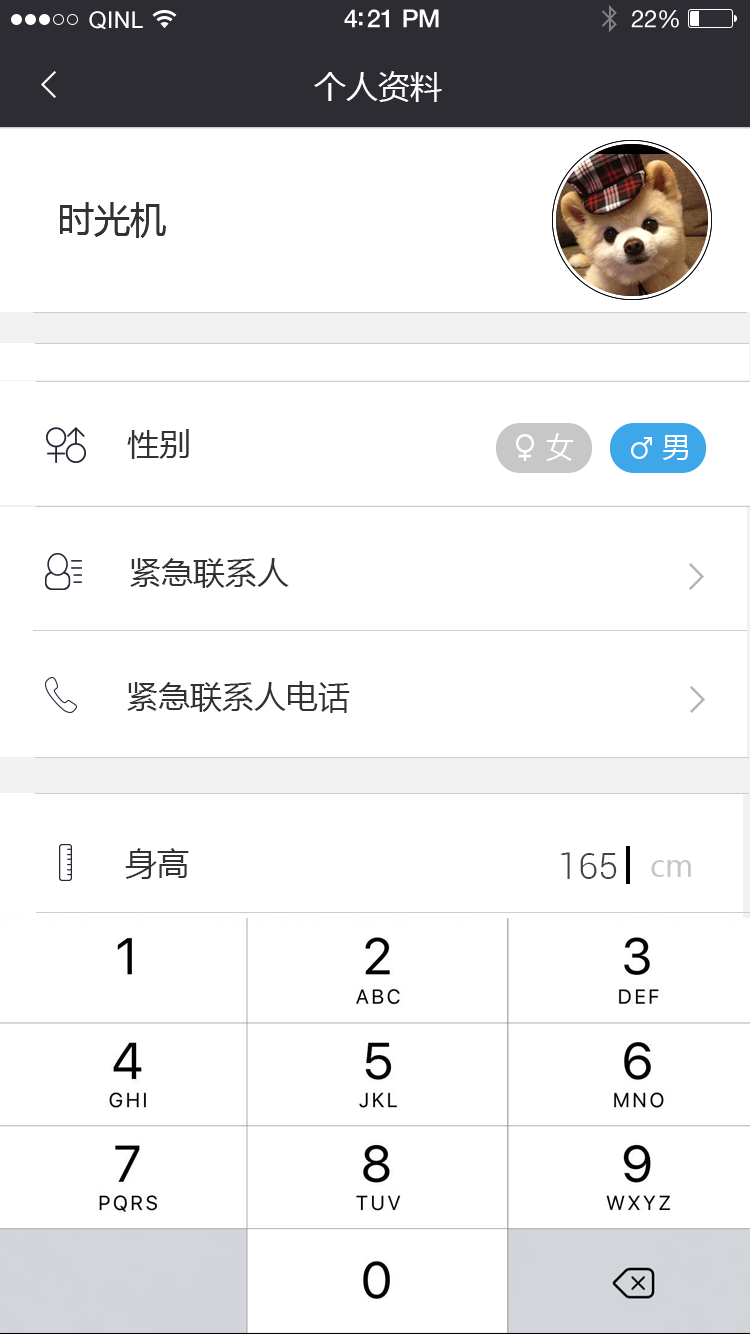 QINL 4:21 PM 22%
个人资料
时光机
性别 女 男
紧急联系人
紧急联系人电话
身高 165 cm
1 2 3
ABC DEF
4 5 6
GHI JKL MNO
7 8 9
PQRS TUV WXYZ
0